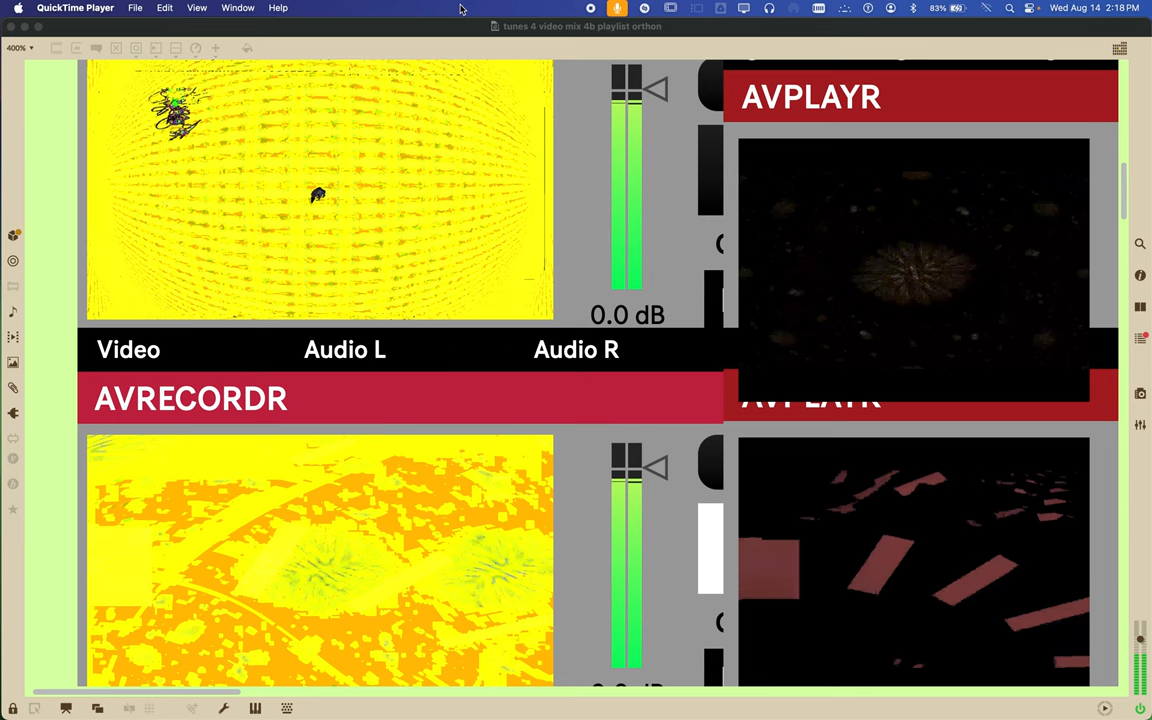 QuickTime Player File Edit View Window Help 83% Wed Aug 14 2:18 PM
tunes 4 video mix 4b playlist orthon
400%
AVPLAYR
0.0 dB
Video Audio L Audio R
AVRECORDR
AVPLAYR